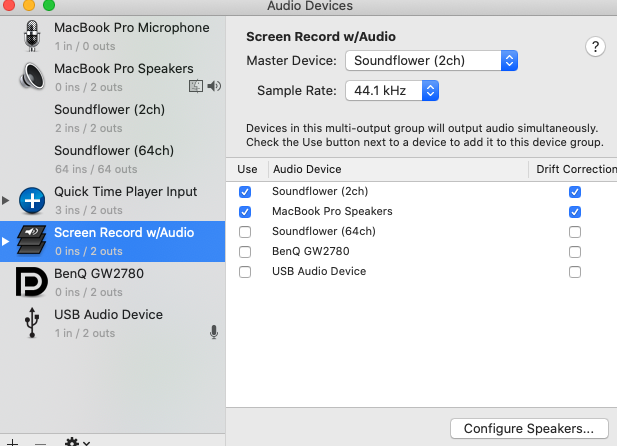 Audio Devices
MacBook Pro Microphone
1 in / 0 outs
MacBook Pro Speakers
0 ins / 2 outs
Soundflower (2ch)
2 ins / 2 outs
Soundflower (64ch)
64 ins / 64 outs
Quick Time Player Input
3 ins / 2 outs
Screen Record w/Audio
0 ins / 2 outs
BenQ GW2780
0 ins / 2 outs
USB Audio Device
1 in / 2 outs
Screen Record w/Audio
?
Master Device: Soundflower (2ch)
Sample Rate: 44.1 kHz
Devices in this multi-output group will output audio simultaneously.
Check the Use button next to a device to add it to this device group.
Use Audio Device Drift Correction
Soundflower (2ch)
MacBook Pro Speakers
Soundflower (64ch)
BenQ GW2780
USB Audio Device
Configure Speakers...